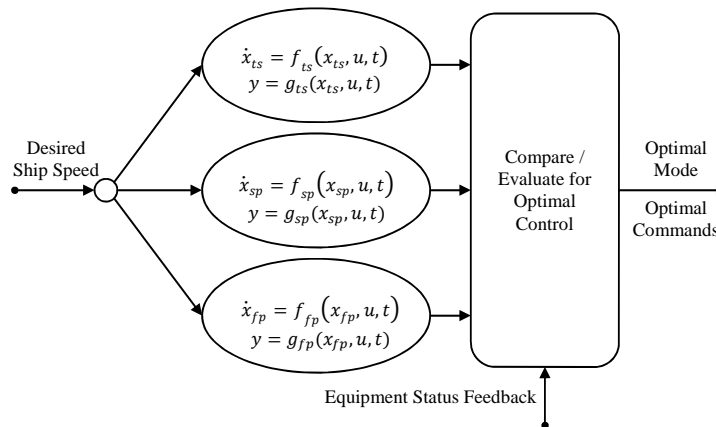 Desired
Ship Speed
ẋ_ts = f_ts(x_ts, u, t)
y = g_ts(x_ts, u, t)
ẋ_sp = f_sp(x_sp, u, t)
y = g_sp(x_sp, u, t)
ẋ_fp = f_fp(x_fp, u, t)
y = g_fp(x_fp, u, t)
Compare /
Evaluate for
Optimal
Control
Optimal
Mode
Optimal
Commands
Equipment Status Feedback